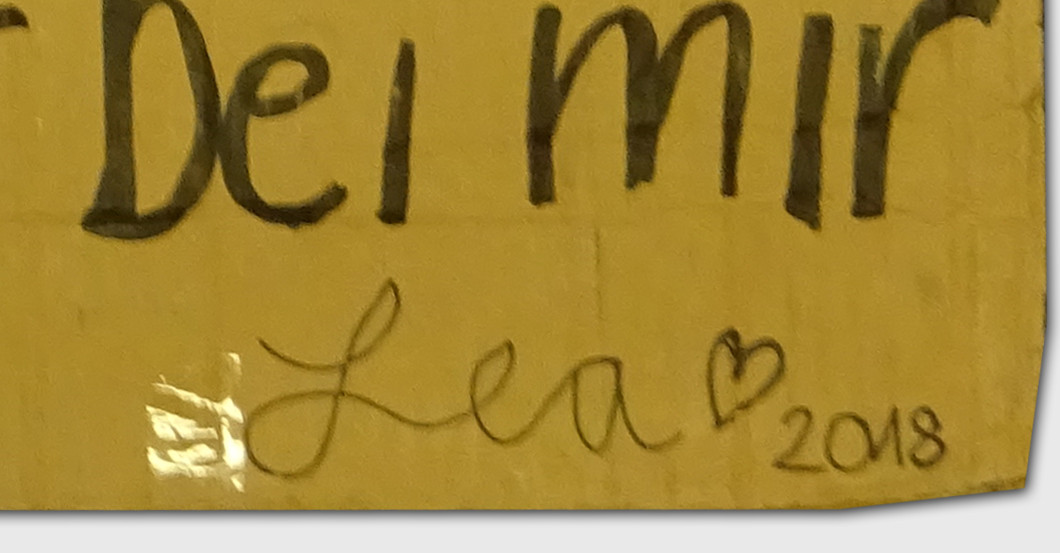 bei mir
Lea ♡ 2018